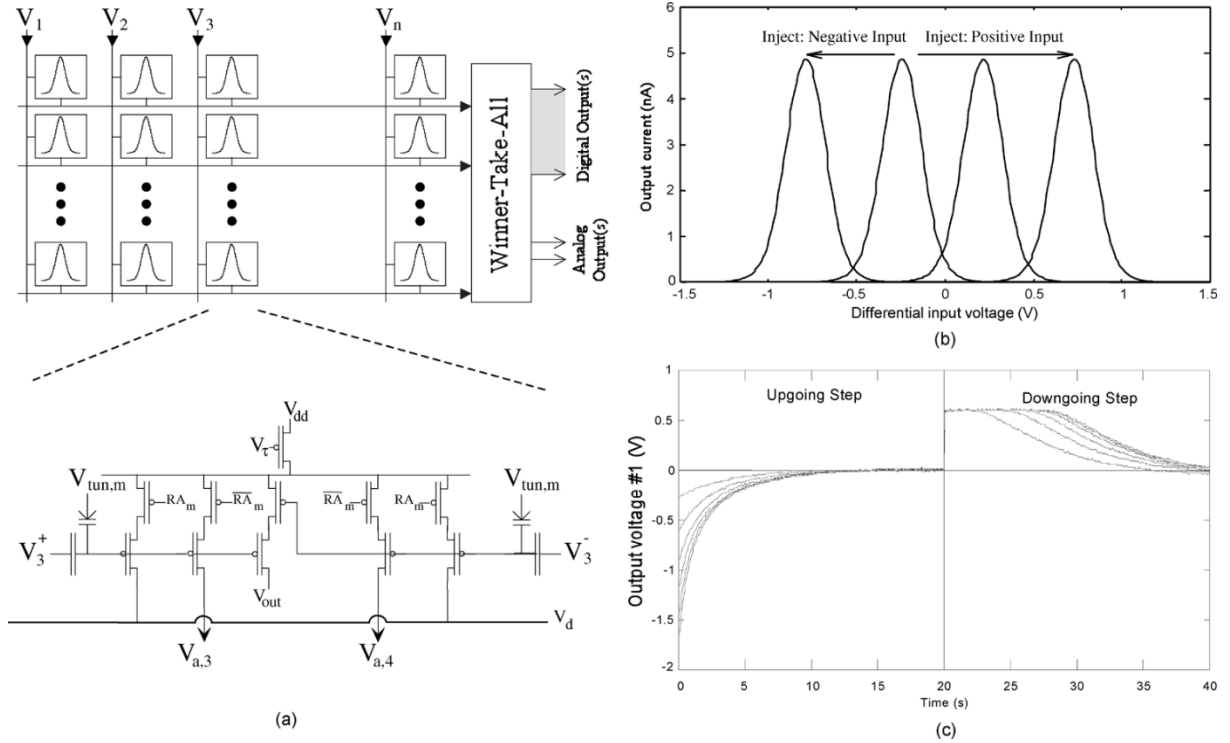 V1 V2 V3 Vn
Winner-Take-All
Digital Output(s)
Analog
Output(s)
Vdd
Vτ
Vtun,m
RAm
R̅A̅m
R̅A̅m
RAm
Vtun,m
V3+
V3-
Vout
Vd
Va,3
Va,4
(a)
Inject: Negative Input
Inject: Positive Input
Output current (nA)
6
5
4
3
2
1
0
-1.5 -1 -0.5 0 0.5 1 1.5
Differential input voltage (V)
(b)
Upgoing Step
Downgoing Step
Output voltage #1 (V)
1
0.5
0
-0.5
-1
-1.5
-2
0 5 10 15 20 25 30 35 40
Time (s)
(c)